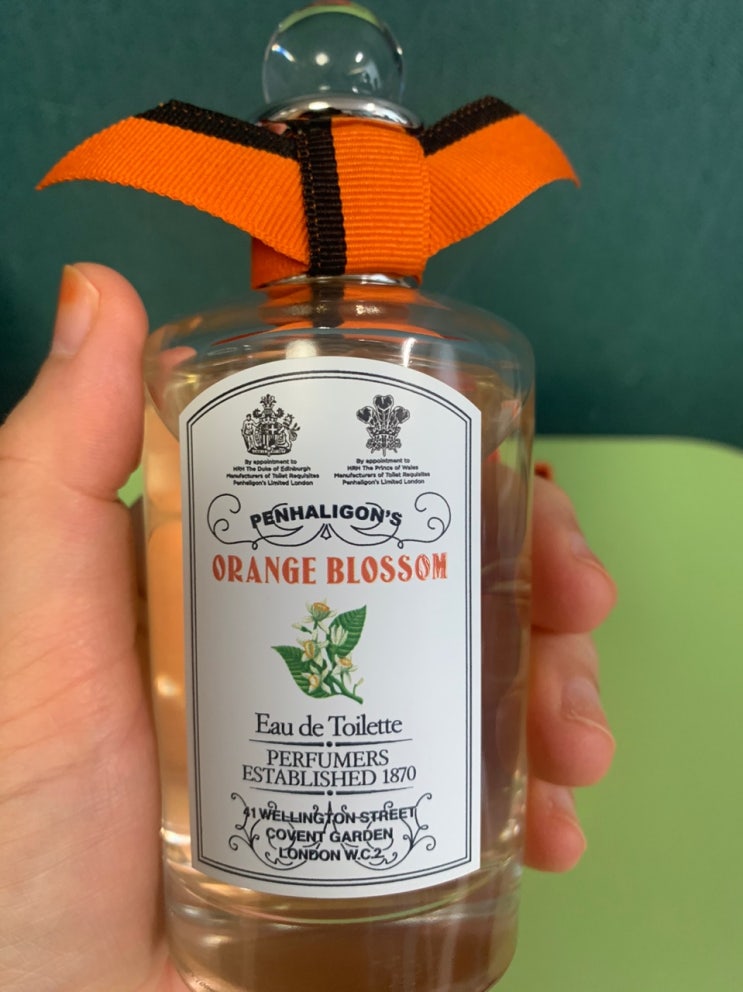 By appointment to
HRH The Duke of Edinburgh
Manufacturers of Toilet Requisites
Penhaligon's Limited London
By appointment to
HRH The Prince of Wales
Manufacturers of Toilet Requisites
Penhaligon's Limited London
PENHALIGON'S
ORANGE BLOSSOM
Eau de Toilette
PERFUMERS
ESTABLISHED 1870
41 WELLINGTON STREET
COVENT GARDEN
LONDON W.C.2